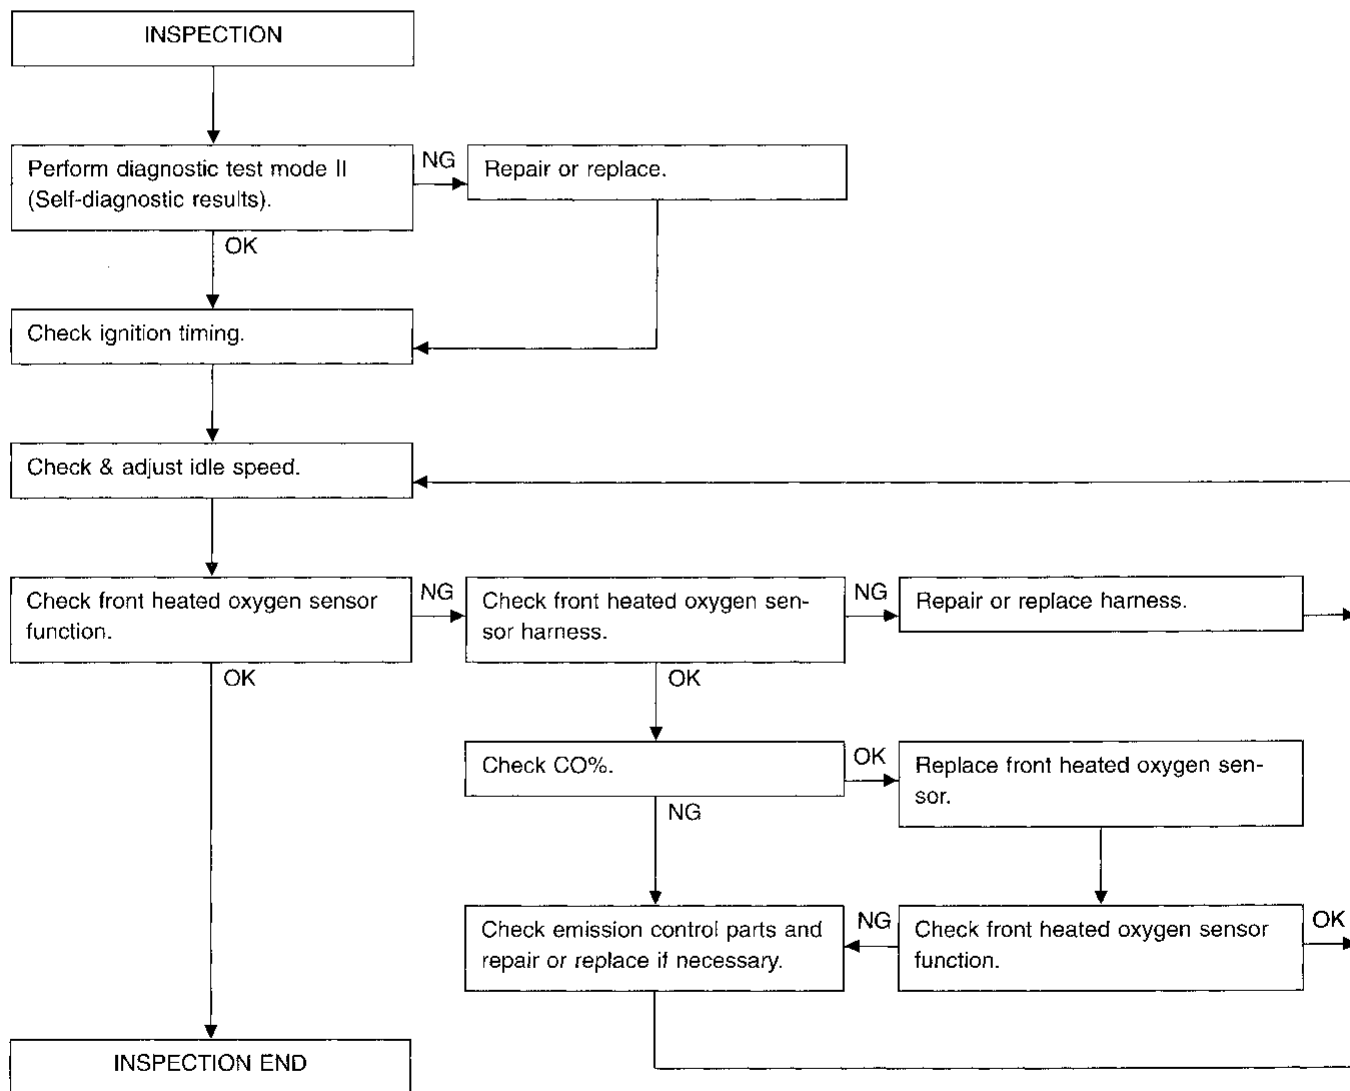 INSPECTION
Perform diagnostic test mode II
(Self-diagnostic results).
NG
Repair or replace.
OK
Check ignition timing.
Check & adjust idle speed.
Check front heated oxygen sensor
function.
NG
Check front heated oxygen sen-
sor harness.
NG
Repair or replace harness.
OK
OK
Check CO%.
OK
Replace front heated oxygen sen-
sor.
NG
Check emission control parts and
repair or replace if necessary.
NG
Check front heated oxygen sensor
function.
OK
INSPECTION END